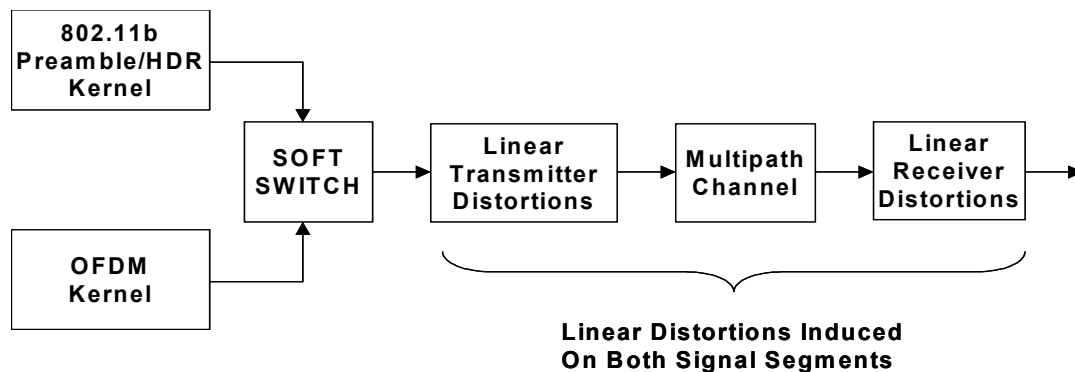 802.11b
Preamble/HDR
Kernel
SOFT
SWITCH
Linear
Transmitter
Distortions
Multipath
Channel
Linear
Receiver
Distortions
OFDM
Kernel
Linear Distortions Induced
On Both Signal Segments